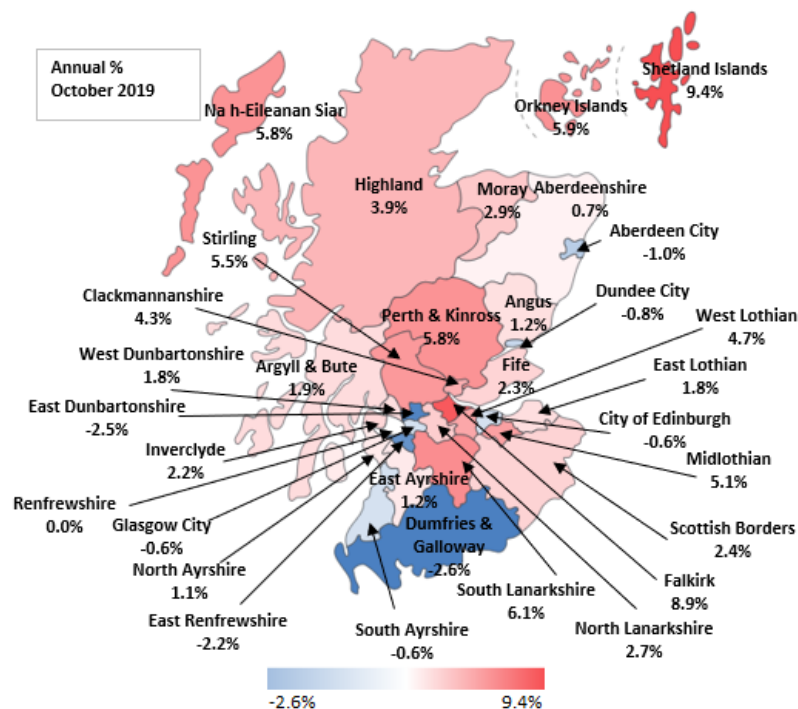 Annual %
October 2019
Shetland Islands
9.4%
Na h-Eileanan Siar
5.8%
Orkney Islands
5.9%
Highland
3.9%
Moray
2.9%
Aberdeenshire
0.7%
Stirling
5.5%
Aberdeen City
-1.0%
Clackmannanshire
4.3%
Perth & Kinross
5.8%
Angus
1.2%
Dundee City
-0.8%
West Lothian
4.7%
West Dunbartonshire
1.8%
Argyll & Bute
1.9%
Fife
2.3%
East Lothian
1.8%
East Dunbartonshire
-2.5%
City of Edinburgh
-0.6%
Inverclyde
2.2%
Midlothian
5.1%
East Ayrshire
1.2%
Renfrewshire
0.0%
Glasgow City
-0.6%
Dumfries &
Galloway
-2.6%
Scottish Borders
2.4%
North Ayrshire
1.1%
South Lanarkshire
6.1%
Falkirk
8.9%
East Renfrewshire
-2.2%
South Ayrshire
-0.6%
North Lanarkshire
2.7%
-2.6%
9.4%